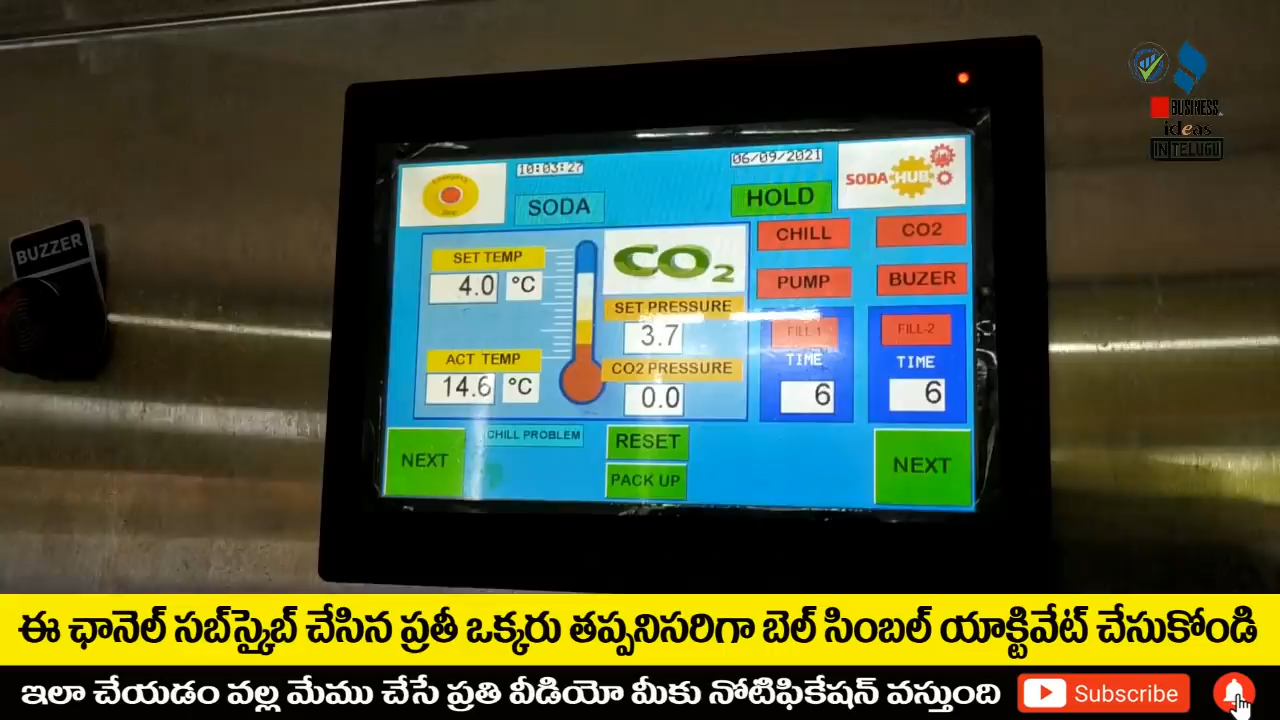 BUSINESS
ideas
IN TELUGU
BUZZER
10:03:27
06/09/2021
SODA HUB
SODA
HOLD
SET TEMP
4.0 °C
ACT TEMP
14.6 °C
CO2
SET PRESSURE
3.7
CO2 PRESSURE
0.0
CHILL
CO2
PUMP
BUZER
FILL-1
TIME
6
FILL-2
TIME
6
NEXT
CHILL PROBLEM
RESET
PACK UP
NEXT
ఈ ఛానెల్ సబ్‌స్క్రైబ్ చేసిన ప్రతీ ఒక్కరు తప్పనిసరిగా బెల్ సింబల్ యాక్టివేట్ చేసుకోండి
ఇలా చేయడం వల్ల మేము చేసే ప్రతి వీడియో మీకు నోటిఫికేషన్ వస్తుంది
Subscribe